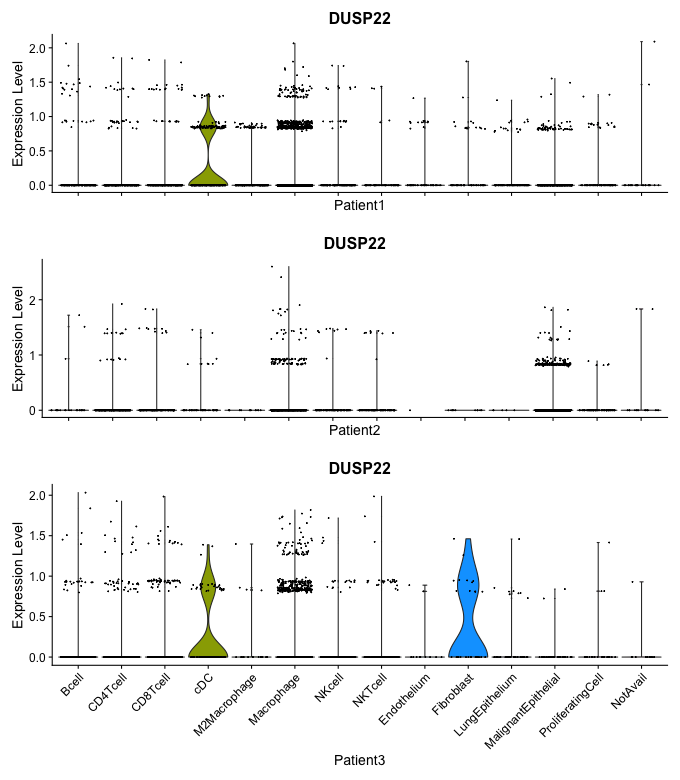 DUSP22
Expression Level
2.0
1.5
1.0
0.5
0.0
Patient1
DUSP22
Expression Level
2
1
0
Patient2
DUSP22
Expression Level
2.0
1.5
1.0
0.5
0.0
Bcell
CD4Tcell
CD8Tcell
cDC
M2Macrophage
Macrophage
NKcell
NKTcell
Endothelium
Fibroblast
LungEpithelium
MalignantEpithelial
ProliferatingCell
NotAvail
Patient3